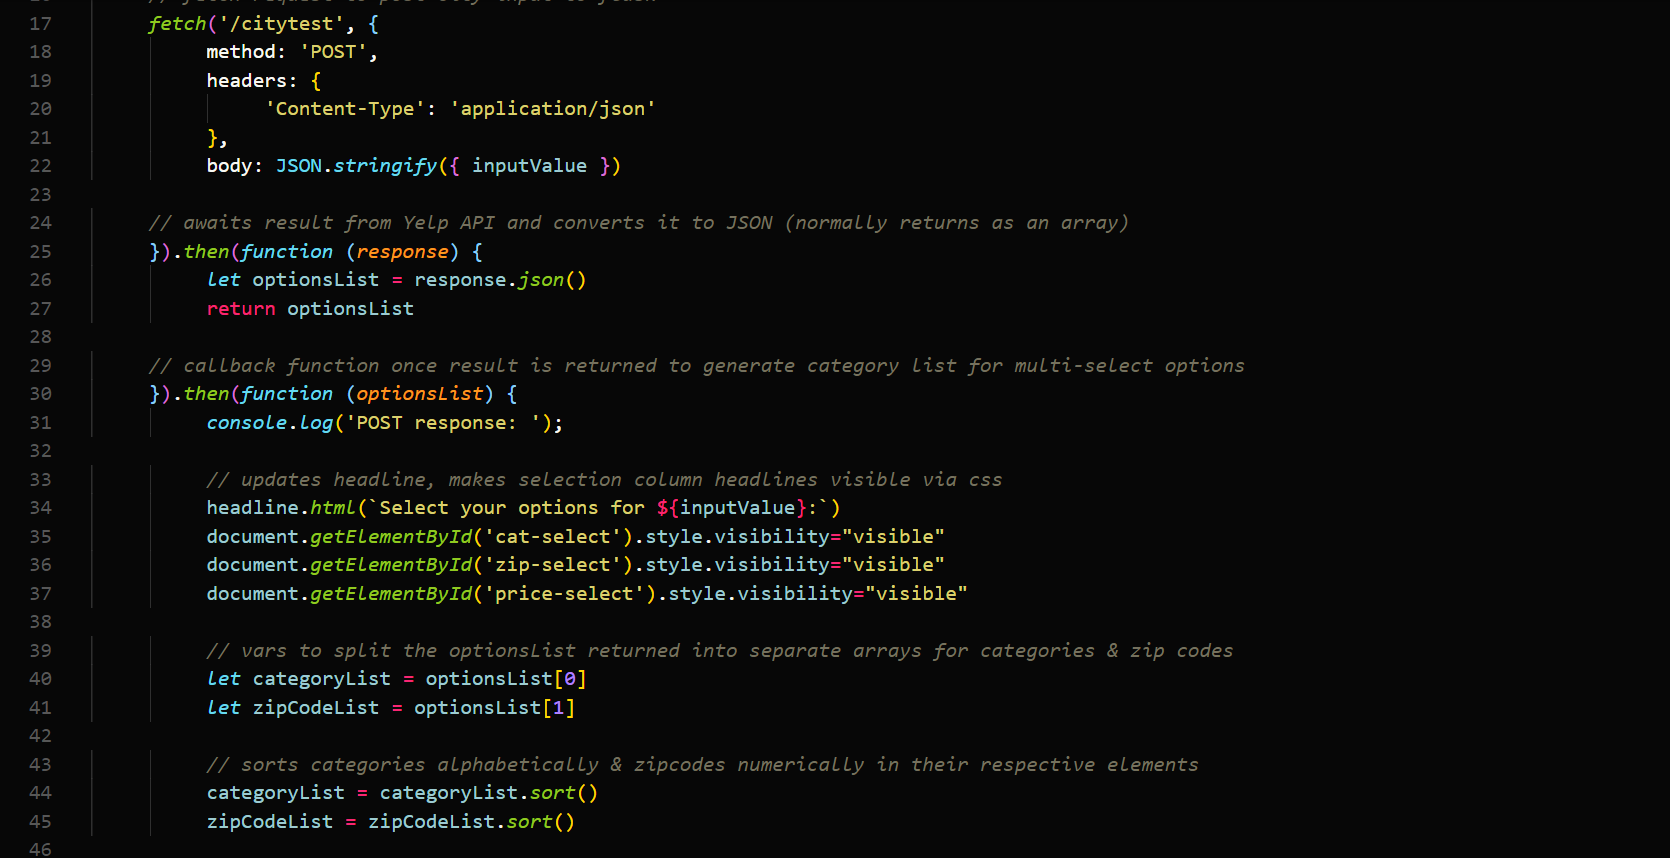 17 fetch('/citytest', {
18 method: 'POST',
19 headers: {
20 'Content-Type': 'application/json'
21 },
22 body: JSON.stringify({ inputValue })
23
24 // awaits result from Yelp API and converts it to JSON (normally returns as an array)
25 }).then(function (response) {
26 let optionsList = response.json()
27 return optionsList
28
29 // callback function once result is returned to generate category list for multi-select options
30 }).then(function (optionsList) {
31 console.log('POST response: ');
32
33 // updates headline, makes selection column headlines visible via css
34 headline.html(`Select your options for ${inputValue}:`)
35 document.getElementById('cat-select').style.visibility="visible"
36 document.getElementById('zip-select').style.visibility="visible"
37 document.getElementById('price-select').style.visibility="visible"
38
39 // vars to split the optionsList returned into separate arrays for categories & zip codes
40 let categoryList = optionsList[0]
41 let zipCodeList = optionsList[1]
42
43 // sorts categories alphabetically & zipcodes numerically in their respective elements
44 categoryList = categoryList.sort()
45 zipCodeList = zipCodeList.sort()
46